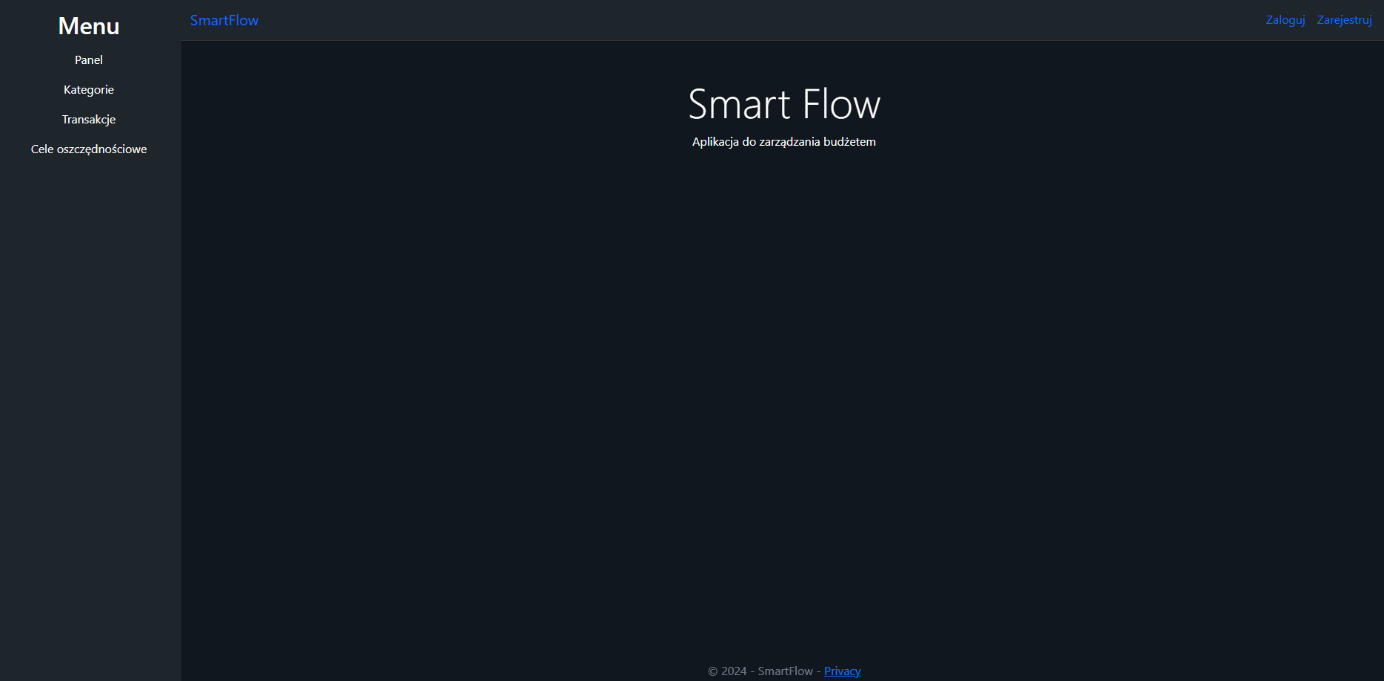 Menu
Panel
Kategorie
Transakcje
Cele oszczędnościowe
SmartFlow
Zaloguj
Zarejestruj
Smart Flow
Aplikacja do zarządzania budżetem
© 2024 - SmartFlow - Privacy